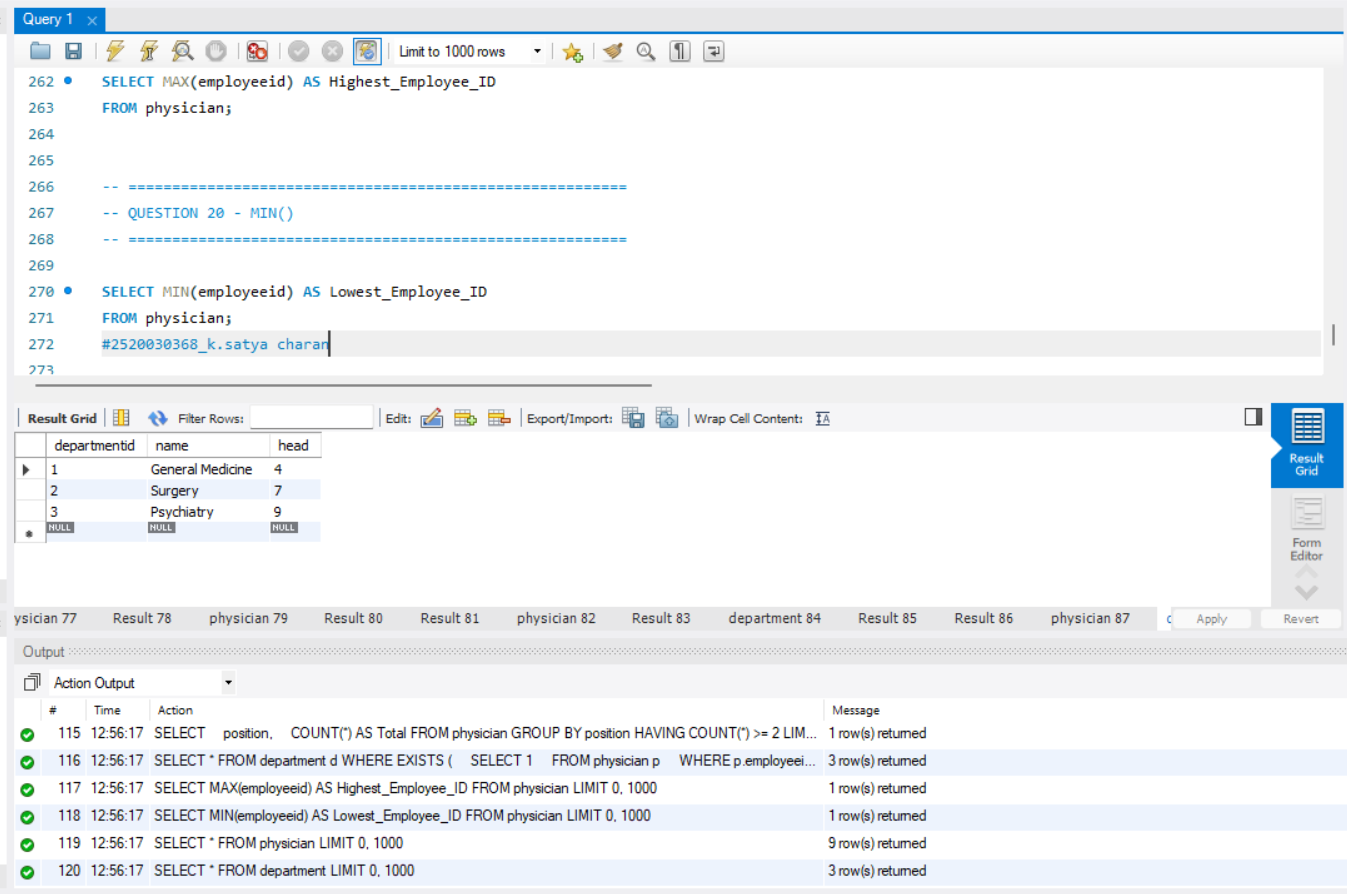 Query 1
Limit to 1000 rows
262 SELECT MAX(employeeid) AS Highest_Employee_ID
263 FROM physician;
264
265
266 -- =========================================================
267 -- QUESTION 20 - MIN()
268 -- =========================================================
269
270 SELECT MIN(employeeid) AS Lowest_Employee_ID
271 FROM physician;
272 #2520030368_k.satya charan
273
Result Grid Filter Rows: Edit: Export/Import: Wrap Cell Content:
departmentid name head
1 General Medicine 4
2 Surgery 7
3 Psychiatry 9
NULL NULL NULL
Result Grid
Form Editor
ysician 77 Result 78 physician 79 Result 80 Result 81 physician 82 Result 83 department 84 Result 85 Result 86 physician 87 Apply Revert
Output
Action Output
# Time Action Message
115 12:56:17 SELECT position, COUNT(*) AS Total FROM physician GROUP BY position HAVING COUNT(*) >= 2 LIM... 1 row(s) returned
116 12:56:17 SELECT * FROM department d WHERE EXISTS ( SELECT 1 FROM physician p WHERE p.employeei... 3 row(s) returned
117 12:56:17 SELECT MAX(employeeid) AS Highest_Employee_ID FROM physician LIMIT 0, 1000 1 row(s) returned
118 12:56:17 SELECT MIN(employeeid) AS Lowest_Employee_ID FROM physician LIMIT 0, 1000 1 row(s) returned
119 12:56:17 SELECT * FROM physician LIMIT 0, 1000 9 row(s) returned
120 12:56:17 SELECT * FROM department LIMIT 0, 1000 3 row(s) returned